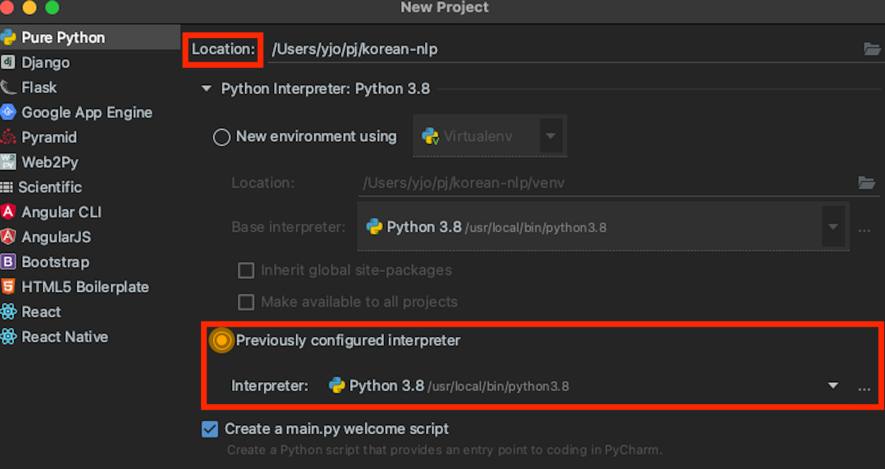 New Project
Pure Python
Django
Flask
Google App Engine
Pyramid
Web2Py
Scientific
Angular CLI
AngularJS
Bootstrap
HTML5 Boilerplate
React
React Native
Location: /Users/yjo/pj/korean-nlp
Python Interpreter: Python 3.8
New environment using Virtualenv
Location: /Users/yjo/pj/korean-nlp/venv
Base interpreter: Python 3.8 /usr/local/bin/python3.8 ...
Inherit global site-packages
Make available to all projects
Previously configured interpreter
Interpreter: Python 3.8 /usr/local/bin/python3.8 ...
Create a main.py welcome script
Create a Python script that provides an entry point to coding in PyCharm.